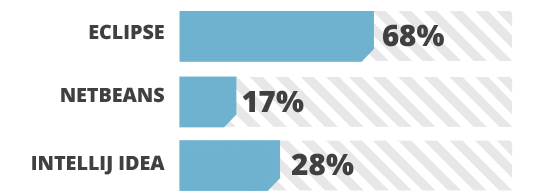 ECLIPSE 68%
NETBEANS 17%
INTELLIJ IDEA 28%